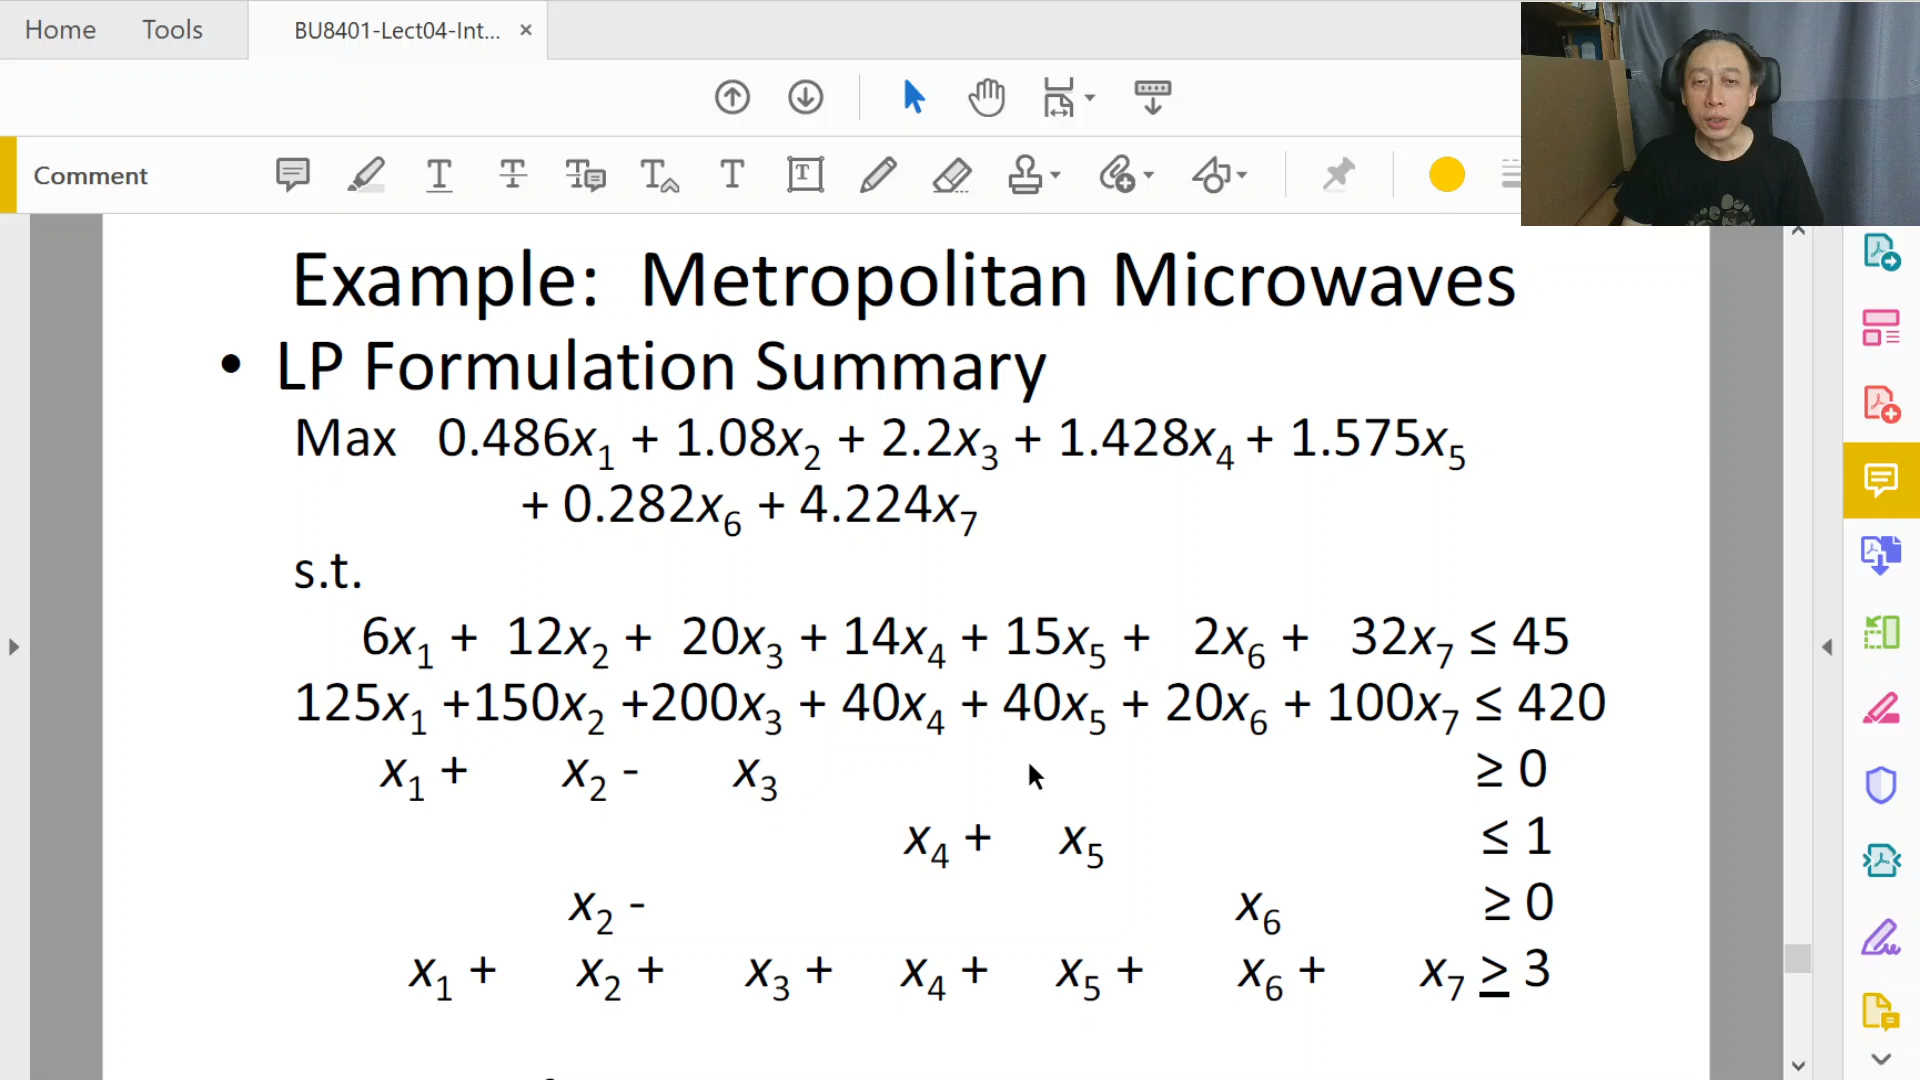 Home Tools BU8401-Lect04-Int... ×
Comment
Example: Metropolitan Microwaves
• LP Formulation Summary
Max 0.486x₁ + 1.08x₂ + 2.2x₃ + 1.428x₄ + 1.575x₅
+ 0.282x₆ + 4.224x₇
s.t.
6x₁ + 12x₂ + 20x₃ + 14x₄ + 15x₅ + 2x₆ + 32x₇ ≤ 45
125x₁ +150x₂ +200x₃ + 40x₄ + 40x₅ + 20x₆ + 100x₇ ≤ 420
x₁ + x₂ - x₃ ≥ 0
x₄ + x₅ ≤ 1
x₂ - x₆ ≥ 0
x₁ + x₂ + x₃ + x₄ + x₅ + x₆ + x₇ ≥ 3